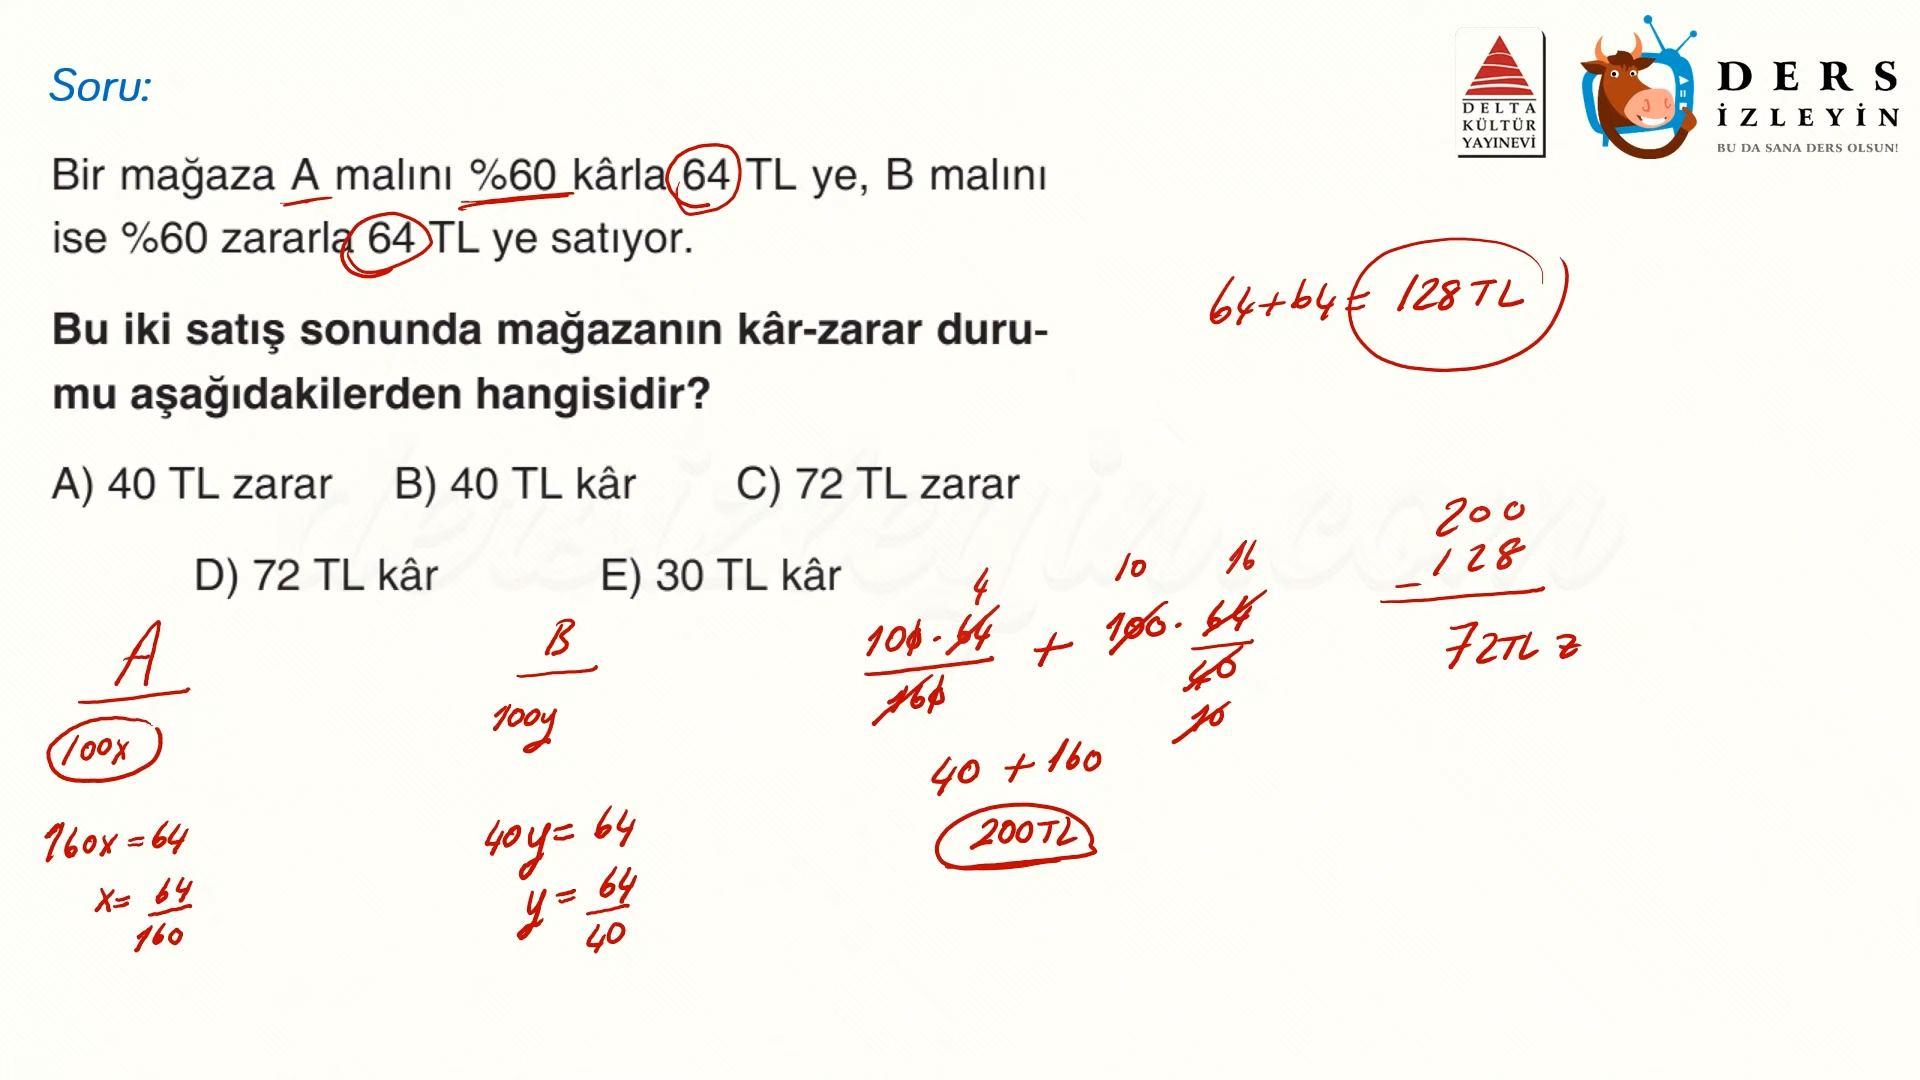 Soru:
DELTA
KÜLTÜR
YAYINEVİ
DERS
İZLEYİN
BU DA SANA DERS OLSUN!
Bir mağaza A malını %60 kârla 64 TL ye, B malını
ise %60 zararla 64 TL ye satıyor.
64+64= 128 TL
Bu iki satış sonunda mağazanın kâr-zarar duru-
mu aşağıdakilerden hangisidir?
A) 40 TL zarar B) 40 TL kâr C) 72 TL zarar
D) 72 TL kâr E) 30 TL kâr
dersizleyin.com
A
100x
160x = 64
x = 64
160
B
100y
40y = 64
y = 64
40
4 10 16
100 . 64 + 100 . 64
160 40
10
40 + 160
200 TL
200
- 128
72 TL z